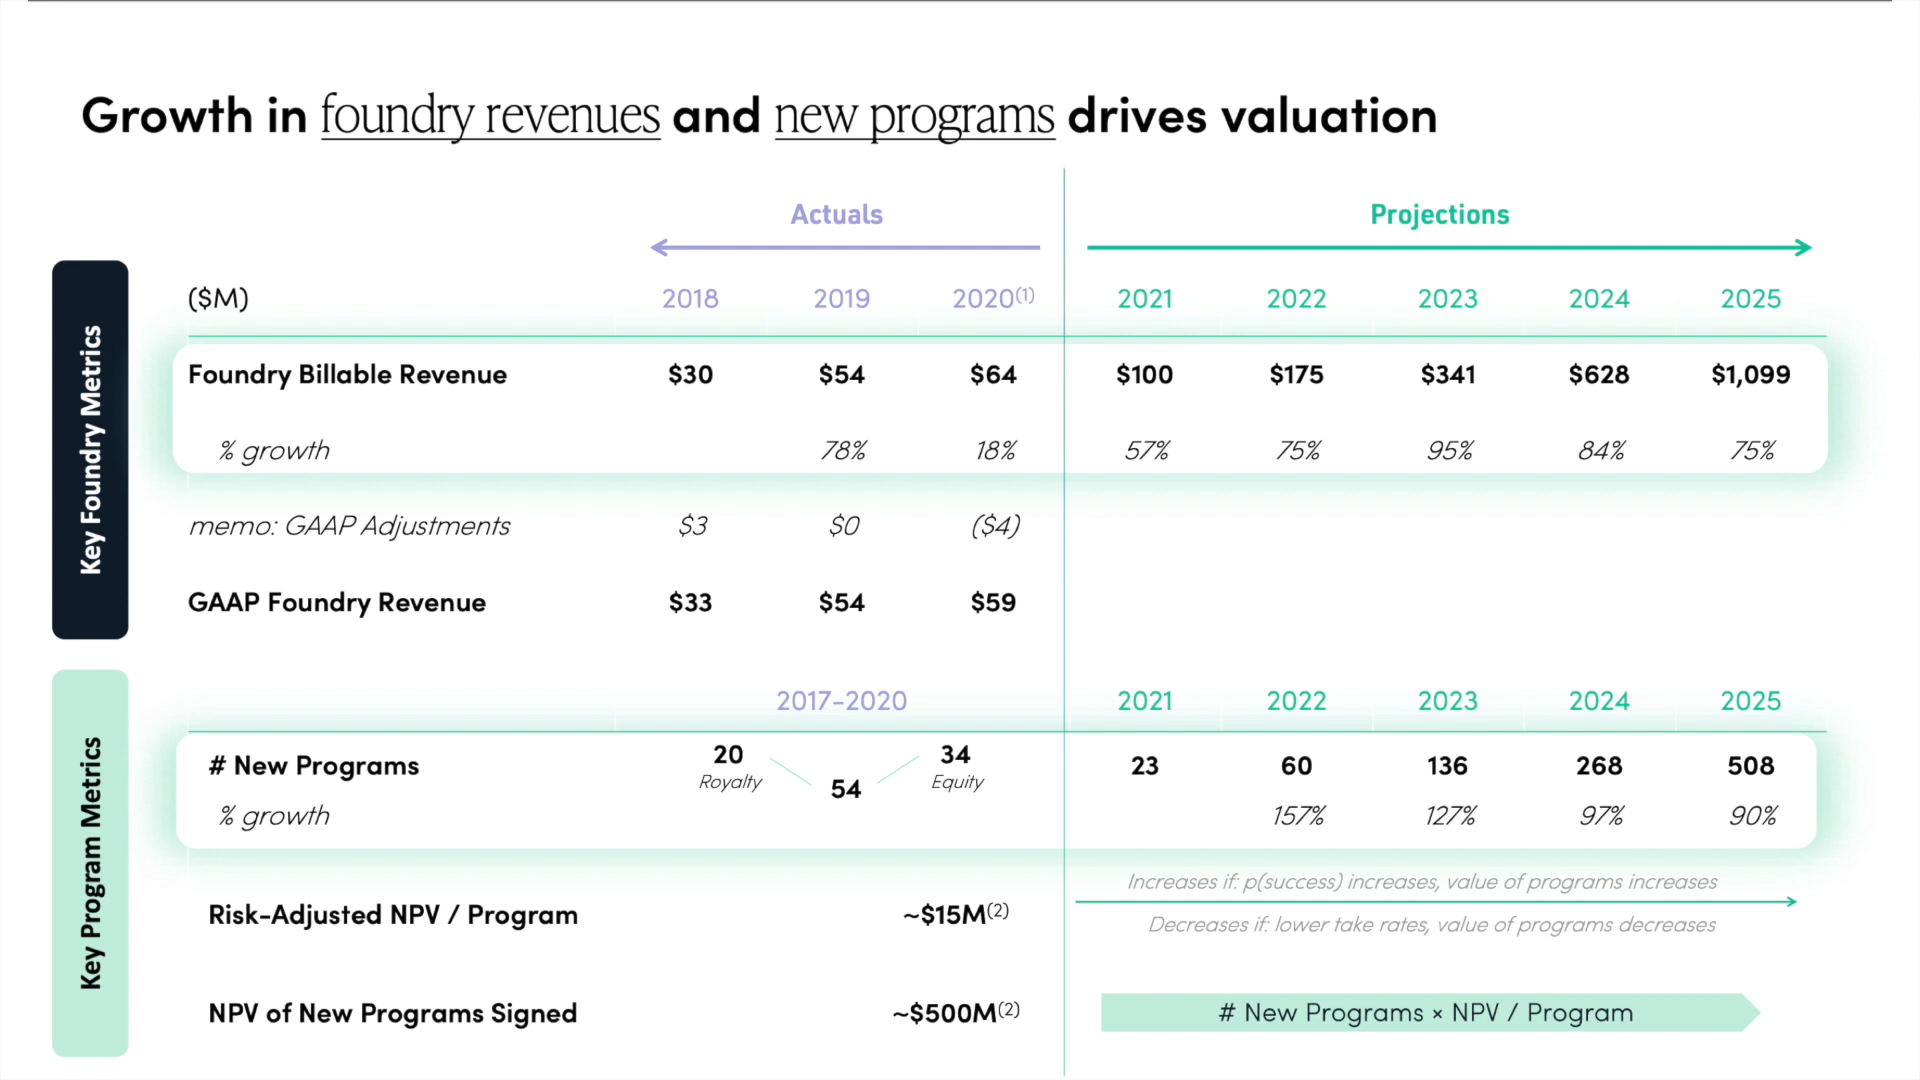 Growth in foundry revenues and new programs drives valuation
Actuals Projections
Key Foundry Metrics
($M) 2018 2019 2020(1) 2021 2022 2023 2024 2025
Foundry Billable Revenue $30 $54 $64 $100 $175 $341 $628 $1,099
% growth 78% 18% 57% 75% 95% 84% 75%
memo: GAAP Adjustments $3 $0 ($4)
GAAP Foundry Revenue $33 $54 $59
Key Program Metrics
2017-2020 2021 2022 2023 2024 2025
# New Programs 20 Royalty 54 34 Equity 23 60 136 268 508
% growth 157% 127% 97% 90%
Increases if: p(success) increases, value of programs increases
Risk-Adjusted NPV / Program ~$15M(2)
Decreases if: lower take rates, value of programs decreases
NPV of New Programs Signed ~$500M(2) # New Programs × NPV / Program